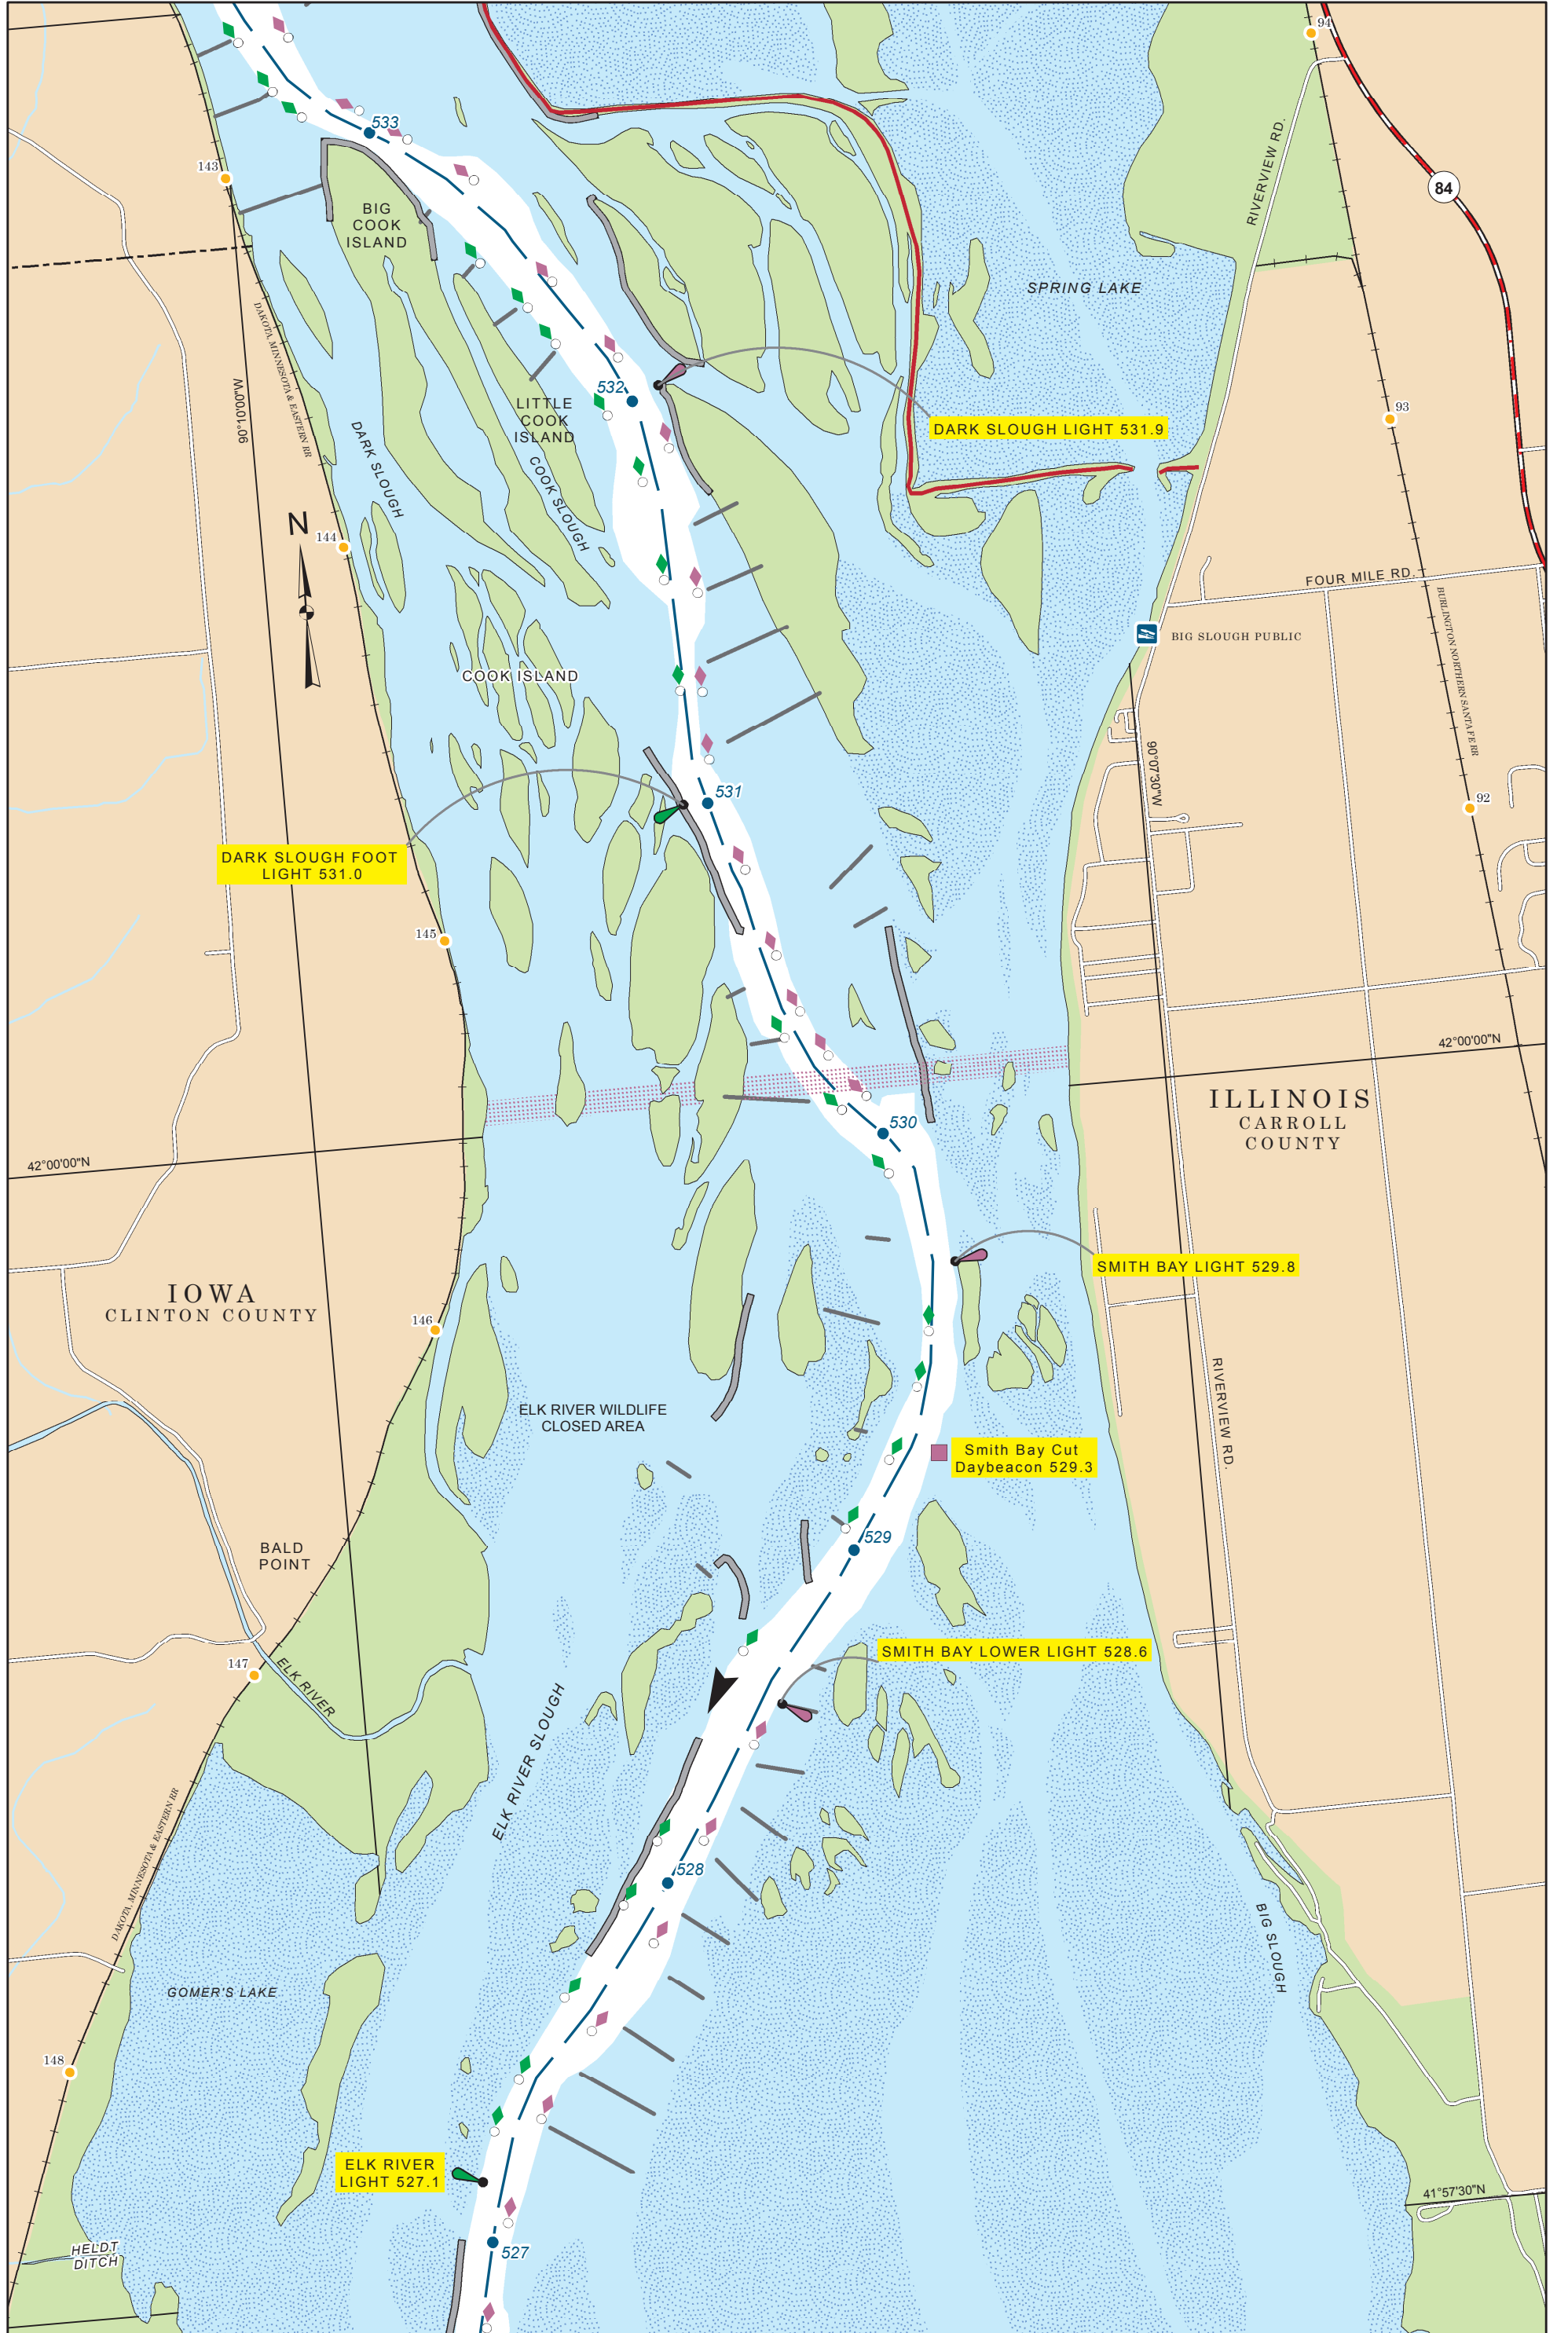 94
533
143
RIVERVIEW RD.
84
BIG
COOK
ISLAND
SPRING LAKE
DAKOTA, MINNESOTA & EASTERN RR
90°10'00"W
532
LITTLE
COOK
ISLAND
93
DARK SLOUGH LIGHT 531.9
DARK SLOUGH
COOK SLOUGH
N
144
FOUR MILE RD.
BURLINGTON NORTHERN SANTA FE RR
BIG SLOUGH PUBLIC
COOK ISLAND
90°07'30"W
531
92
DARK SLOUGH FOOT
LIGHT 531.0
145
42°00'00"N
ILLINOIS
CARROLL
COUNTY
530
42°00'00"N
SMITH BAY LIGHT 529.8
IOWA
CLINTON COUNTY
146
RIVERVIEW RD.
ELK RIVER WILDLIFE
CLOSED AREA
Smith Bay Cut
Daybeacon 529.3
529
BALD
POINT
SMITH BAY LOWER LIGHT 528.6
147
ELK RIVER
ELK RIVER SLOUGH
DAKOTA, MINNESOTA & EASTERN RR
528
BIG SLOUGH
GOMER'S LAKE
148
ELK RIVER
LIGHT 527.1
41°57'30"N
527
HELDT
DITCH